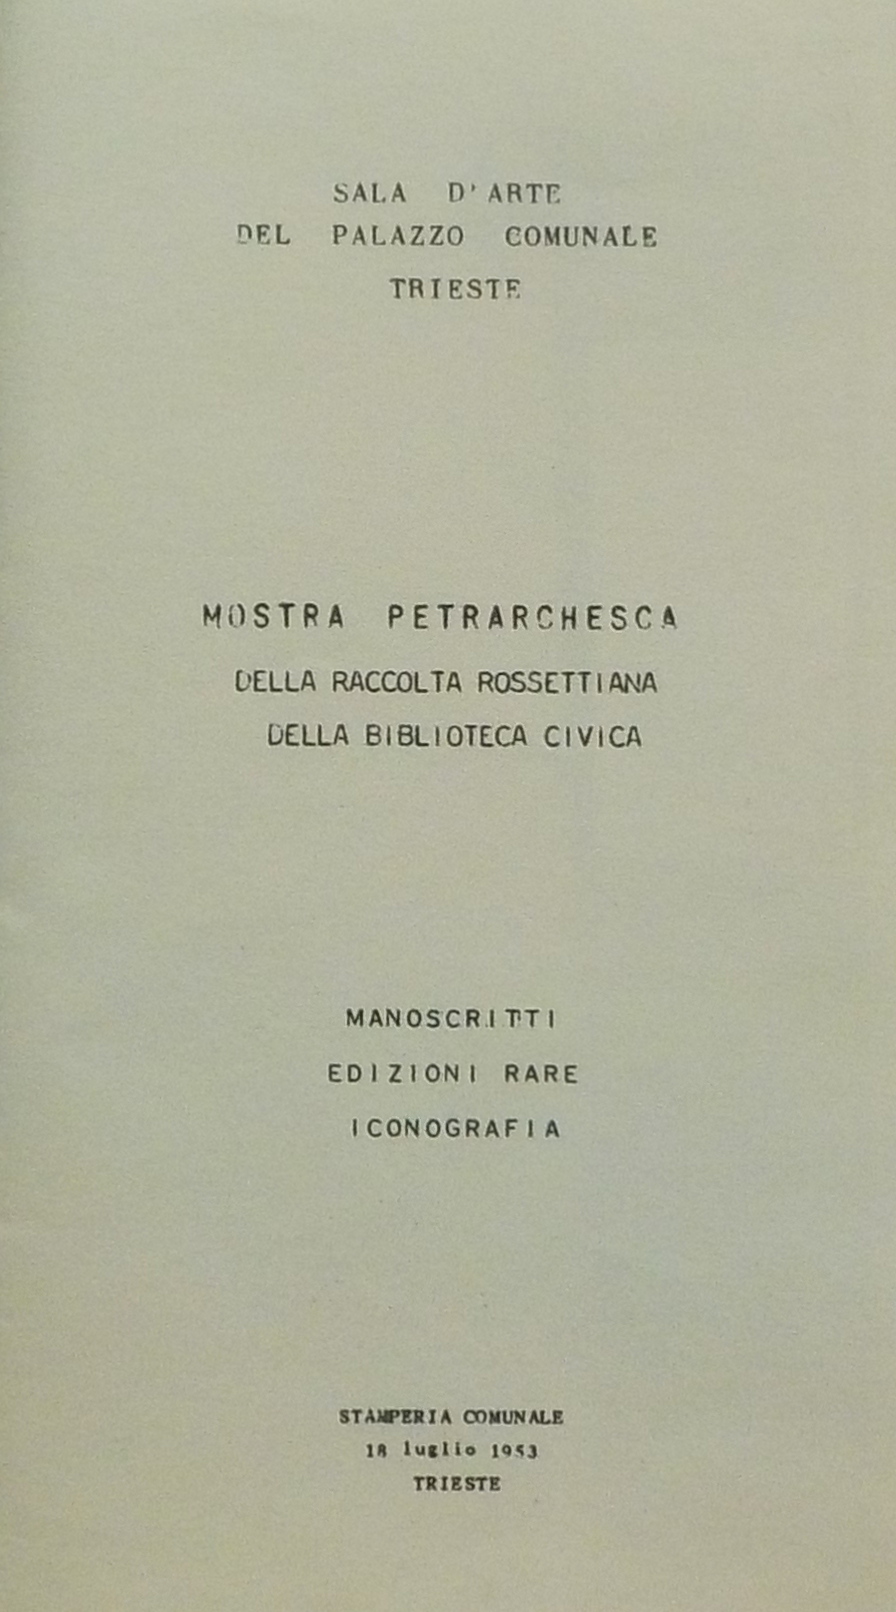 SALA D'ARTE
DEL PALAZZO COMUNALE
TRIESTE
MOSTRA PETRARCHESCA
DELLA RACCOLTA ROSSETTIANA
DELLA BIBLIOTECA CIVICA
MANOSCRITTI
EDIZIONI RARE
ICONOGRAFIA
STAMPERIA COMUNALE
18 luglio 1953
TRIESTE